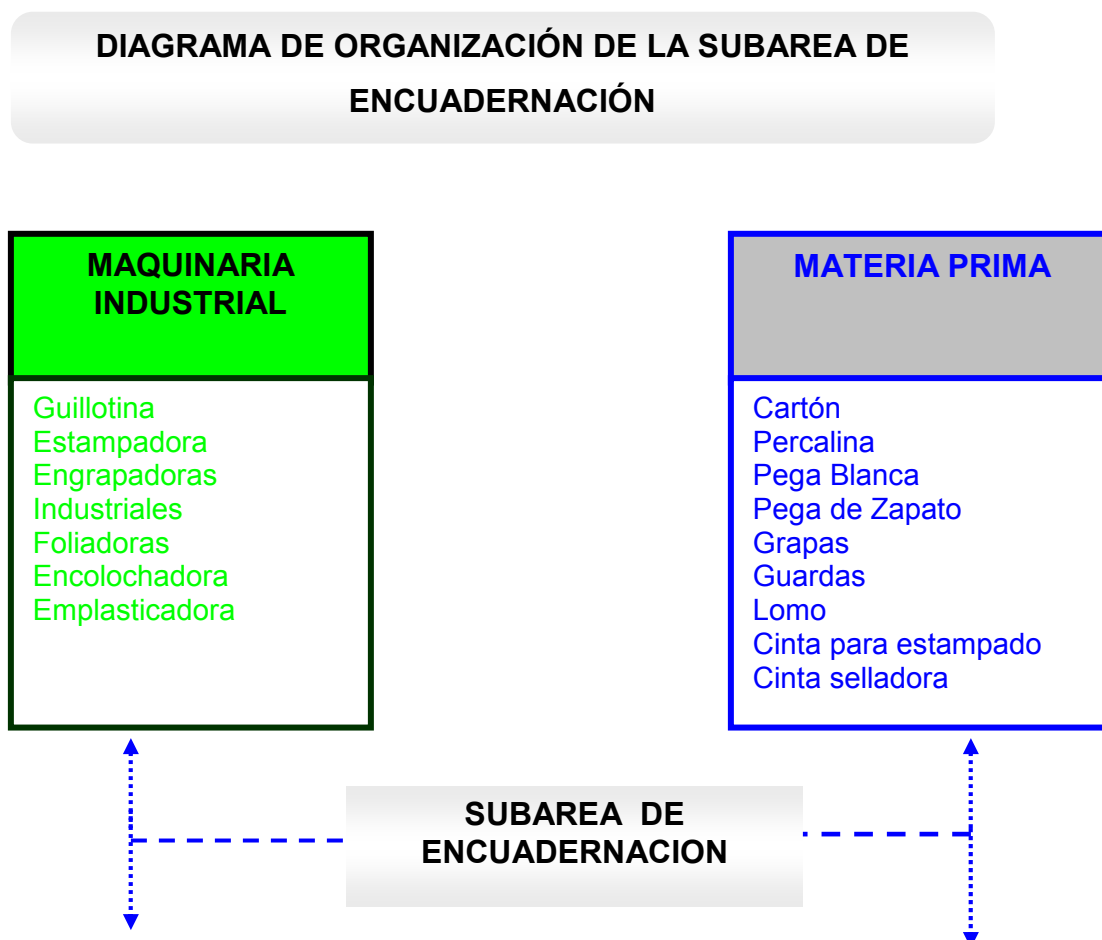 DIAGRAMA DE ORGANIZACIÓN DE LA SUBAREA DE
ENCUADERNACIÓN
MAQUINARIA
INDUSTRIAL
Guillotina
Estampadora
Engrapadoras
Industriales
Foliadoras
Encolochadora
Emplasticadora
MATERIA PRIMA
Cartón
Percalina
Pega Blanca
Pega de Zapato
Grapas
Guardas
Lomo
Cinta para estampado
Cinta selladora
SUBAREA DE
ENCUADERNACION